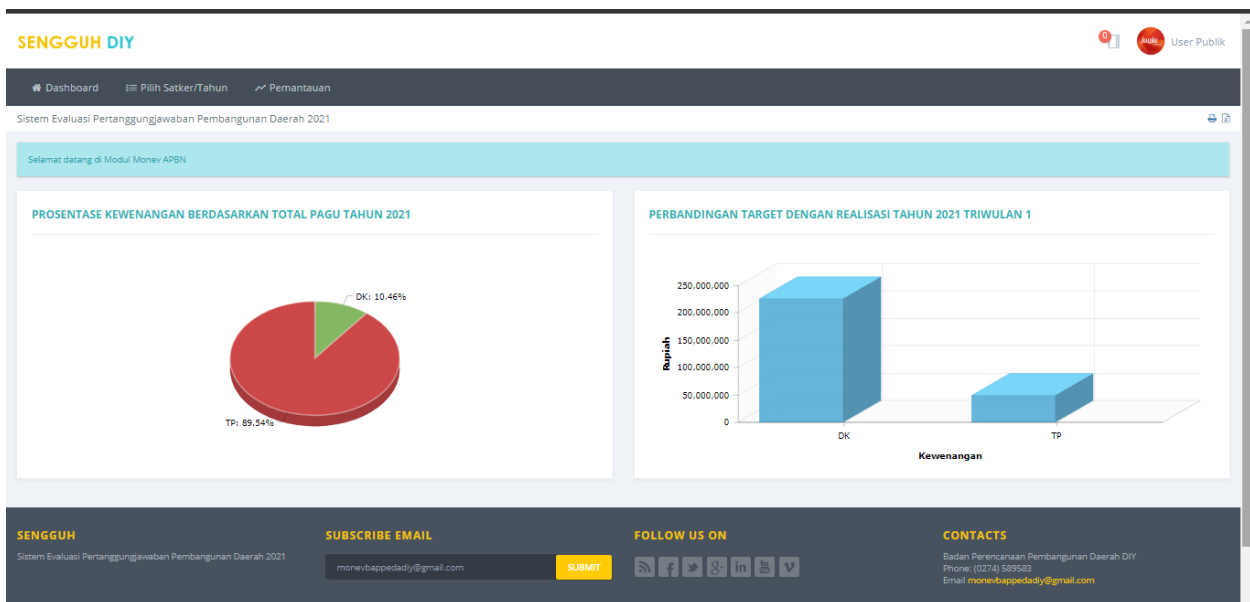 SENGGUH DIY
0
User Publik
Dashboard
Pilih Satker/Tahun
Pemantauan
Sistem Evaluasi Pertanggungjawaban Pembangunan Daerah 2021
Selamat datang di Modul Monev APBN
PROSENTASE KEWENANGAN BERDASARKAN TOTAL PAGU TAHUN 2021
DK: 10.46%
TP: 89.54%
PERBANDINGAN TARGET DENGAN REALISASI TAHUN 2021 TRIWULAN 1
250,000,000
200,000,000
150,000,000
100,000,000
50,000,000
0
Rupiah
DK
TP
Kewenangan
SENGGUH
Sistem Evaluasi Pertanggungjawaban Pembangunan Daerah 2021
SUBSCRIBE EMAIL
monevbappedadiy@gmail.com
SUBMIT
FOLLOW US ON
CONTACTS
Badan Perencanaan Pembangunan Daerah DIY
Phone: (0274) 589583
Email monevbappedadiy@gmail.com